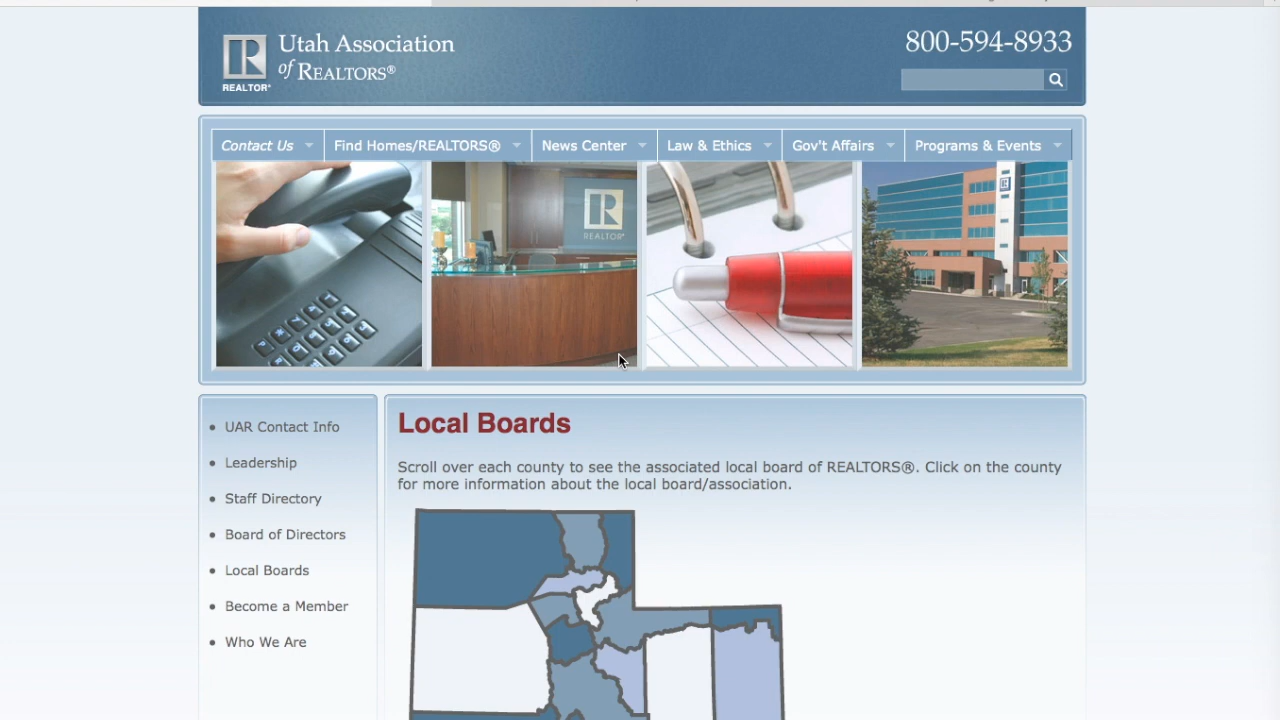 Utah Association
of REALTORS®
REALTOR®
800-594-8933
Contact Us
Find Homes/REALTORS®
News Center
Law & Ethics
Gov't Affairs
Programs & Events
REALTOR®
UAR Contact Info
Leadership
Staff Directory
Board of Directors
Local Boards
Become a Member
Who We Are
Local Boards
Scroll over each county to see the associated local board of REALTORS®. Click on the county
for more information about the local board/association.